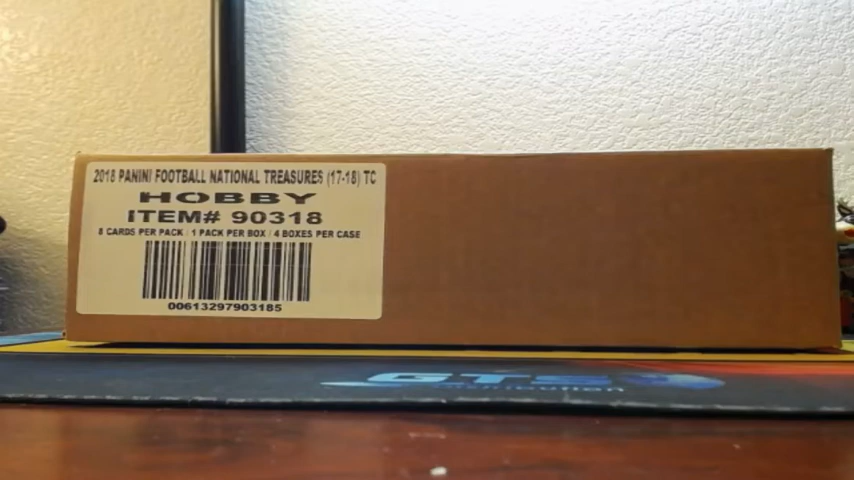 2018 PANINI FOOTBALL NATIONAL TREASURES (17-18) TC
HOBBY
ITEM# 90318
8 CARDS PER PACK / 1 PACK PER BOX / 4 BOXES PER CASE
00613297903185
GTS